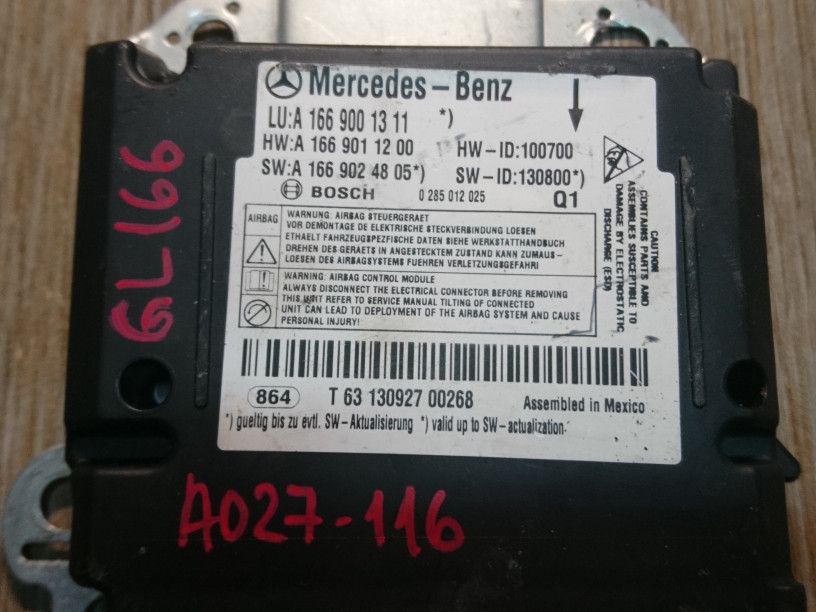 Mercedes-Benz
LU:A 166 900 13 11 *)
HW:A 166 901 12 00 HW-ID:100700
SW:A 166 902 48 05*) SW-ID:130800*)
BOSCH 0 285 012 025 Q1
AIRBAG
WARNUNG: AIRBAG STEUERGERAET
VOR DEMONTAGE DE ELEKTRISCHE STECKVERBINDUNG LOESEN
ETHAELT FAHRZEUGSPEZIFISCHE DATEN SIEHE WERKSTATTHANDBUCH
DREHEN DES GERAETS IN ANGESTECKTEM ZUSTAND KANN ZUMAUS-
LOESEN DES AIRBAGSYSTEMS FUEHREN VERLETZUNGSGEFAHR!
WARNING: AIRBAG CONTROL MODULE
ALWAYS DISCONNECT THE ELECTRICAL CONNECTOR BEFORE REMOVING
THIS UNIT REFER TO SERVICE MANUAL TILTING OF CONNECTED
UNIT CAN LEAD TO DEPLOYMENT OF THE AIRBAG SYSTEM AND CAUSE
PERSONAL INJURY!
CAUTION
CONTAINS PARTS AND
ASSEMBLIES SUSCEPTIBLE TO
DAMAGE BY ELECTROSTATIC
DISCHARGE (ESD)
864 T 63 130927 00268 Assembled in Mexico
*) gueltig bis zu evtl. SW-Aktualisierung *) valid up to SW-actualization
GL166
A027-116